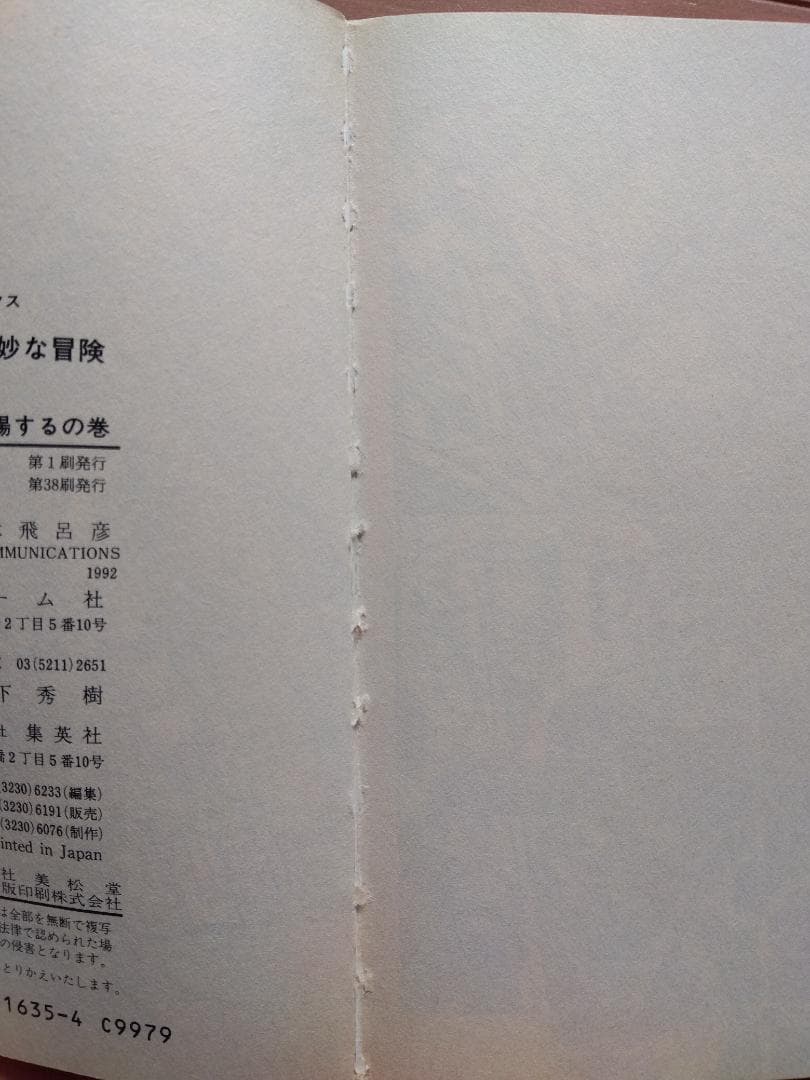 クス
妙な冒険
場するの巻
第1刷発行
第38刷発行
飛呂彦
MMUNICATIONS
1992
ーム社
2丁目5番10号
03(5211)2651
下秀樹
社 集英社
橋2丁目5番10号
(3230)6233(編集)
(3230)6191(販売)
(3230)6076(制作)
inted in Japan
社 美松堂
版印刷株式会社
は全部を無断で複写
法律で認められた場
の侵害となります。
とりかえいたします。
1635-4 C9979